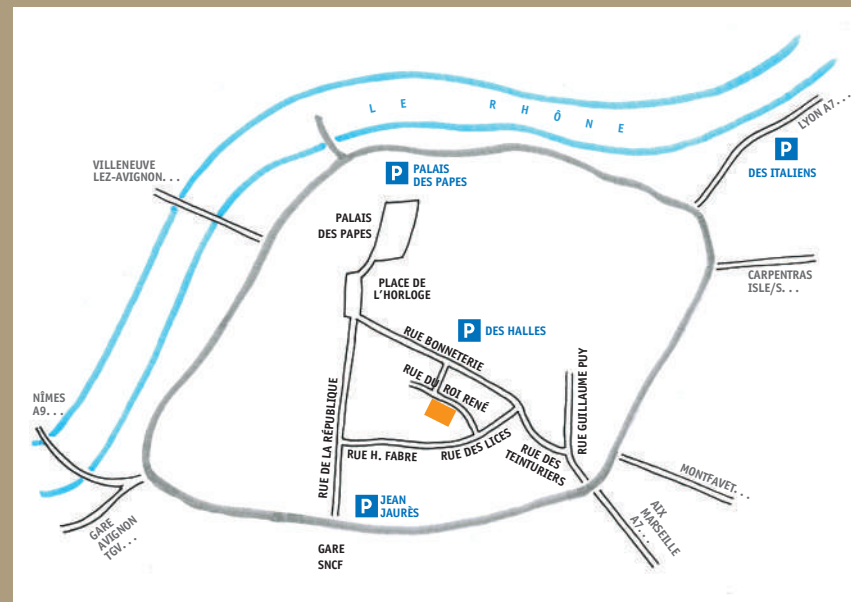 LE RHÔNE
LYON A7...
P
DES ITALIENS
VILLENEUVE
LEZ-AVIGNON...
P PALAIS
DES PAPES
PALAIS
DES PAPES
CARPENTRAS
ISLE/S...
PLACE DE
L'HORLOGE
P DES HALLES
RUE BONNETERIE
RUE GUILLAUME PUY
RUE DU ROI RENÉ
NÎMES
A9...
RUE DE LA RÉPUBLIQUE
RUE H. FABRE
RUE DES LICES
RUE DES
TEINTURIERS
MONTFAVET...
P JEAN
JAURÈS
AIX
MARSEILLE
A7...
GARE
AVIGNON
TGV...
GARE
SNCF